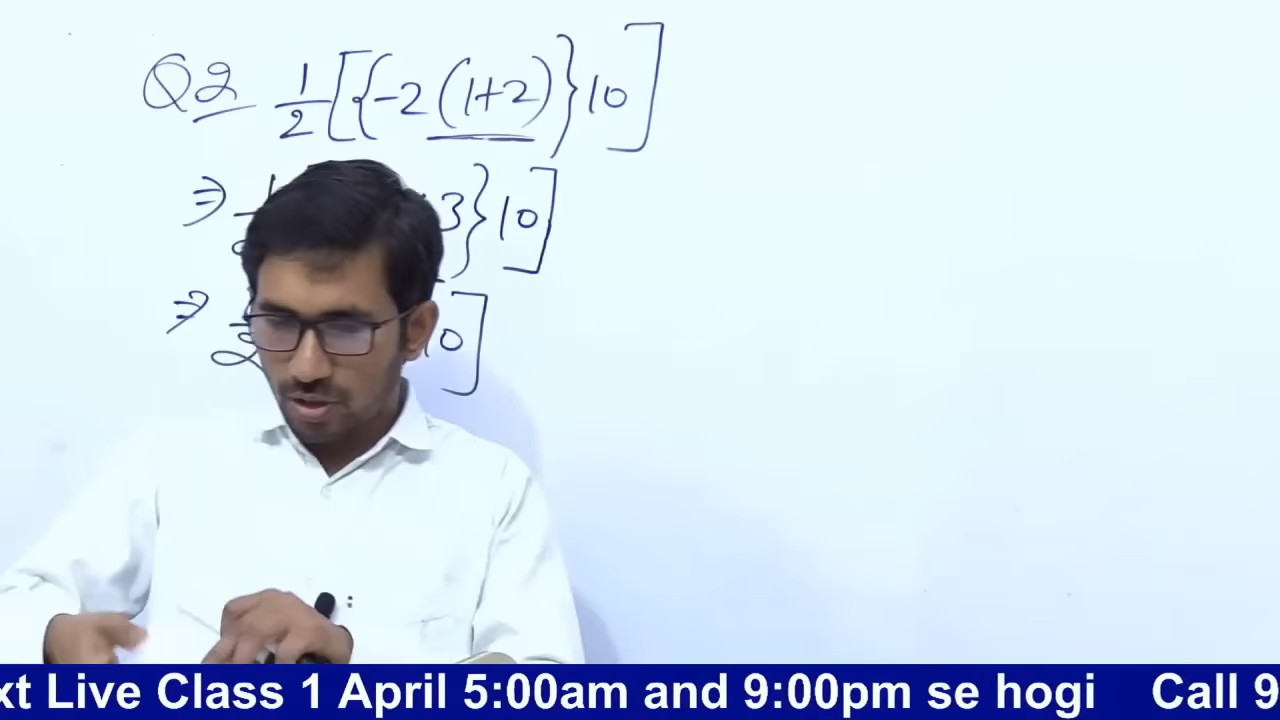 Q2 1/2 [{-2(1+2)}10]
⇒ 3}10]
⇒ 10]
xt Live Class 1 April 5:00am and 9:00pm se hogi Call 9